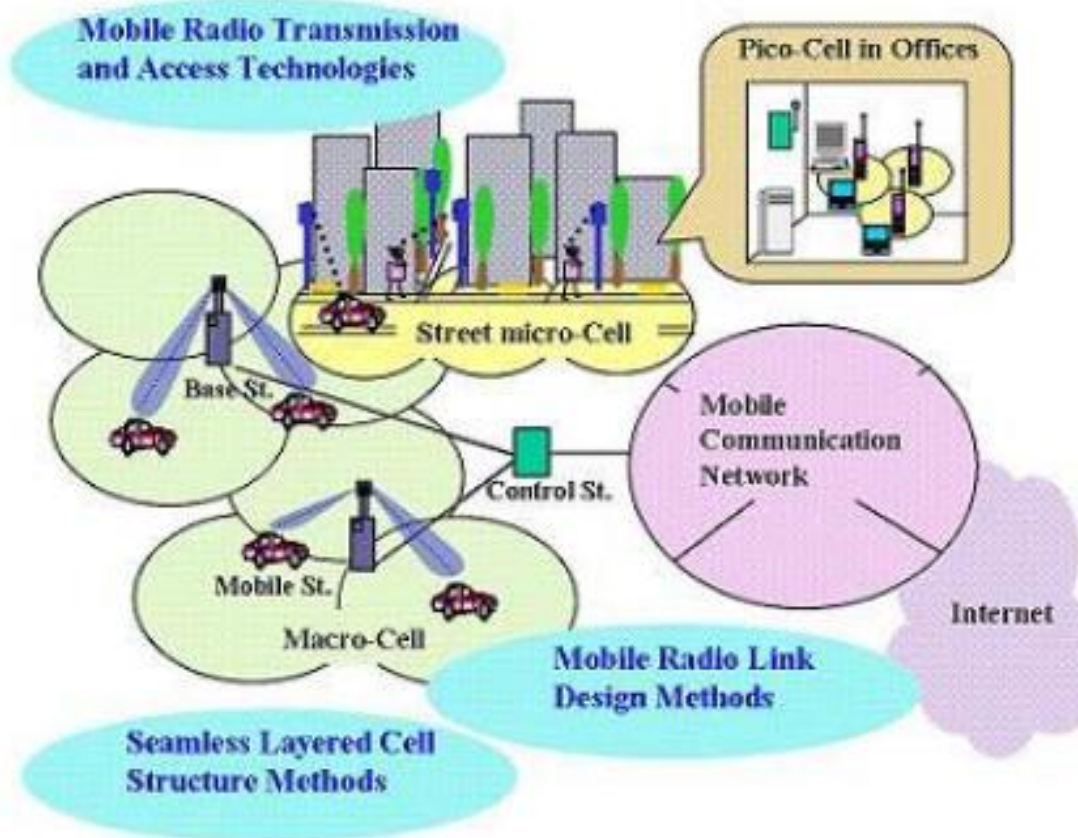 Mobile Radio Transmission
and Access Technologies
Pico-Cell in Offices
Street micro-Cell
Base St.
Mobile
Communication
Network
Control St.
Mobile St.
Internet
Macro-Cell
Mobile Radio Link
Design Methods
Seamless Layered Cell
Structure Methods